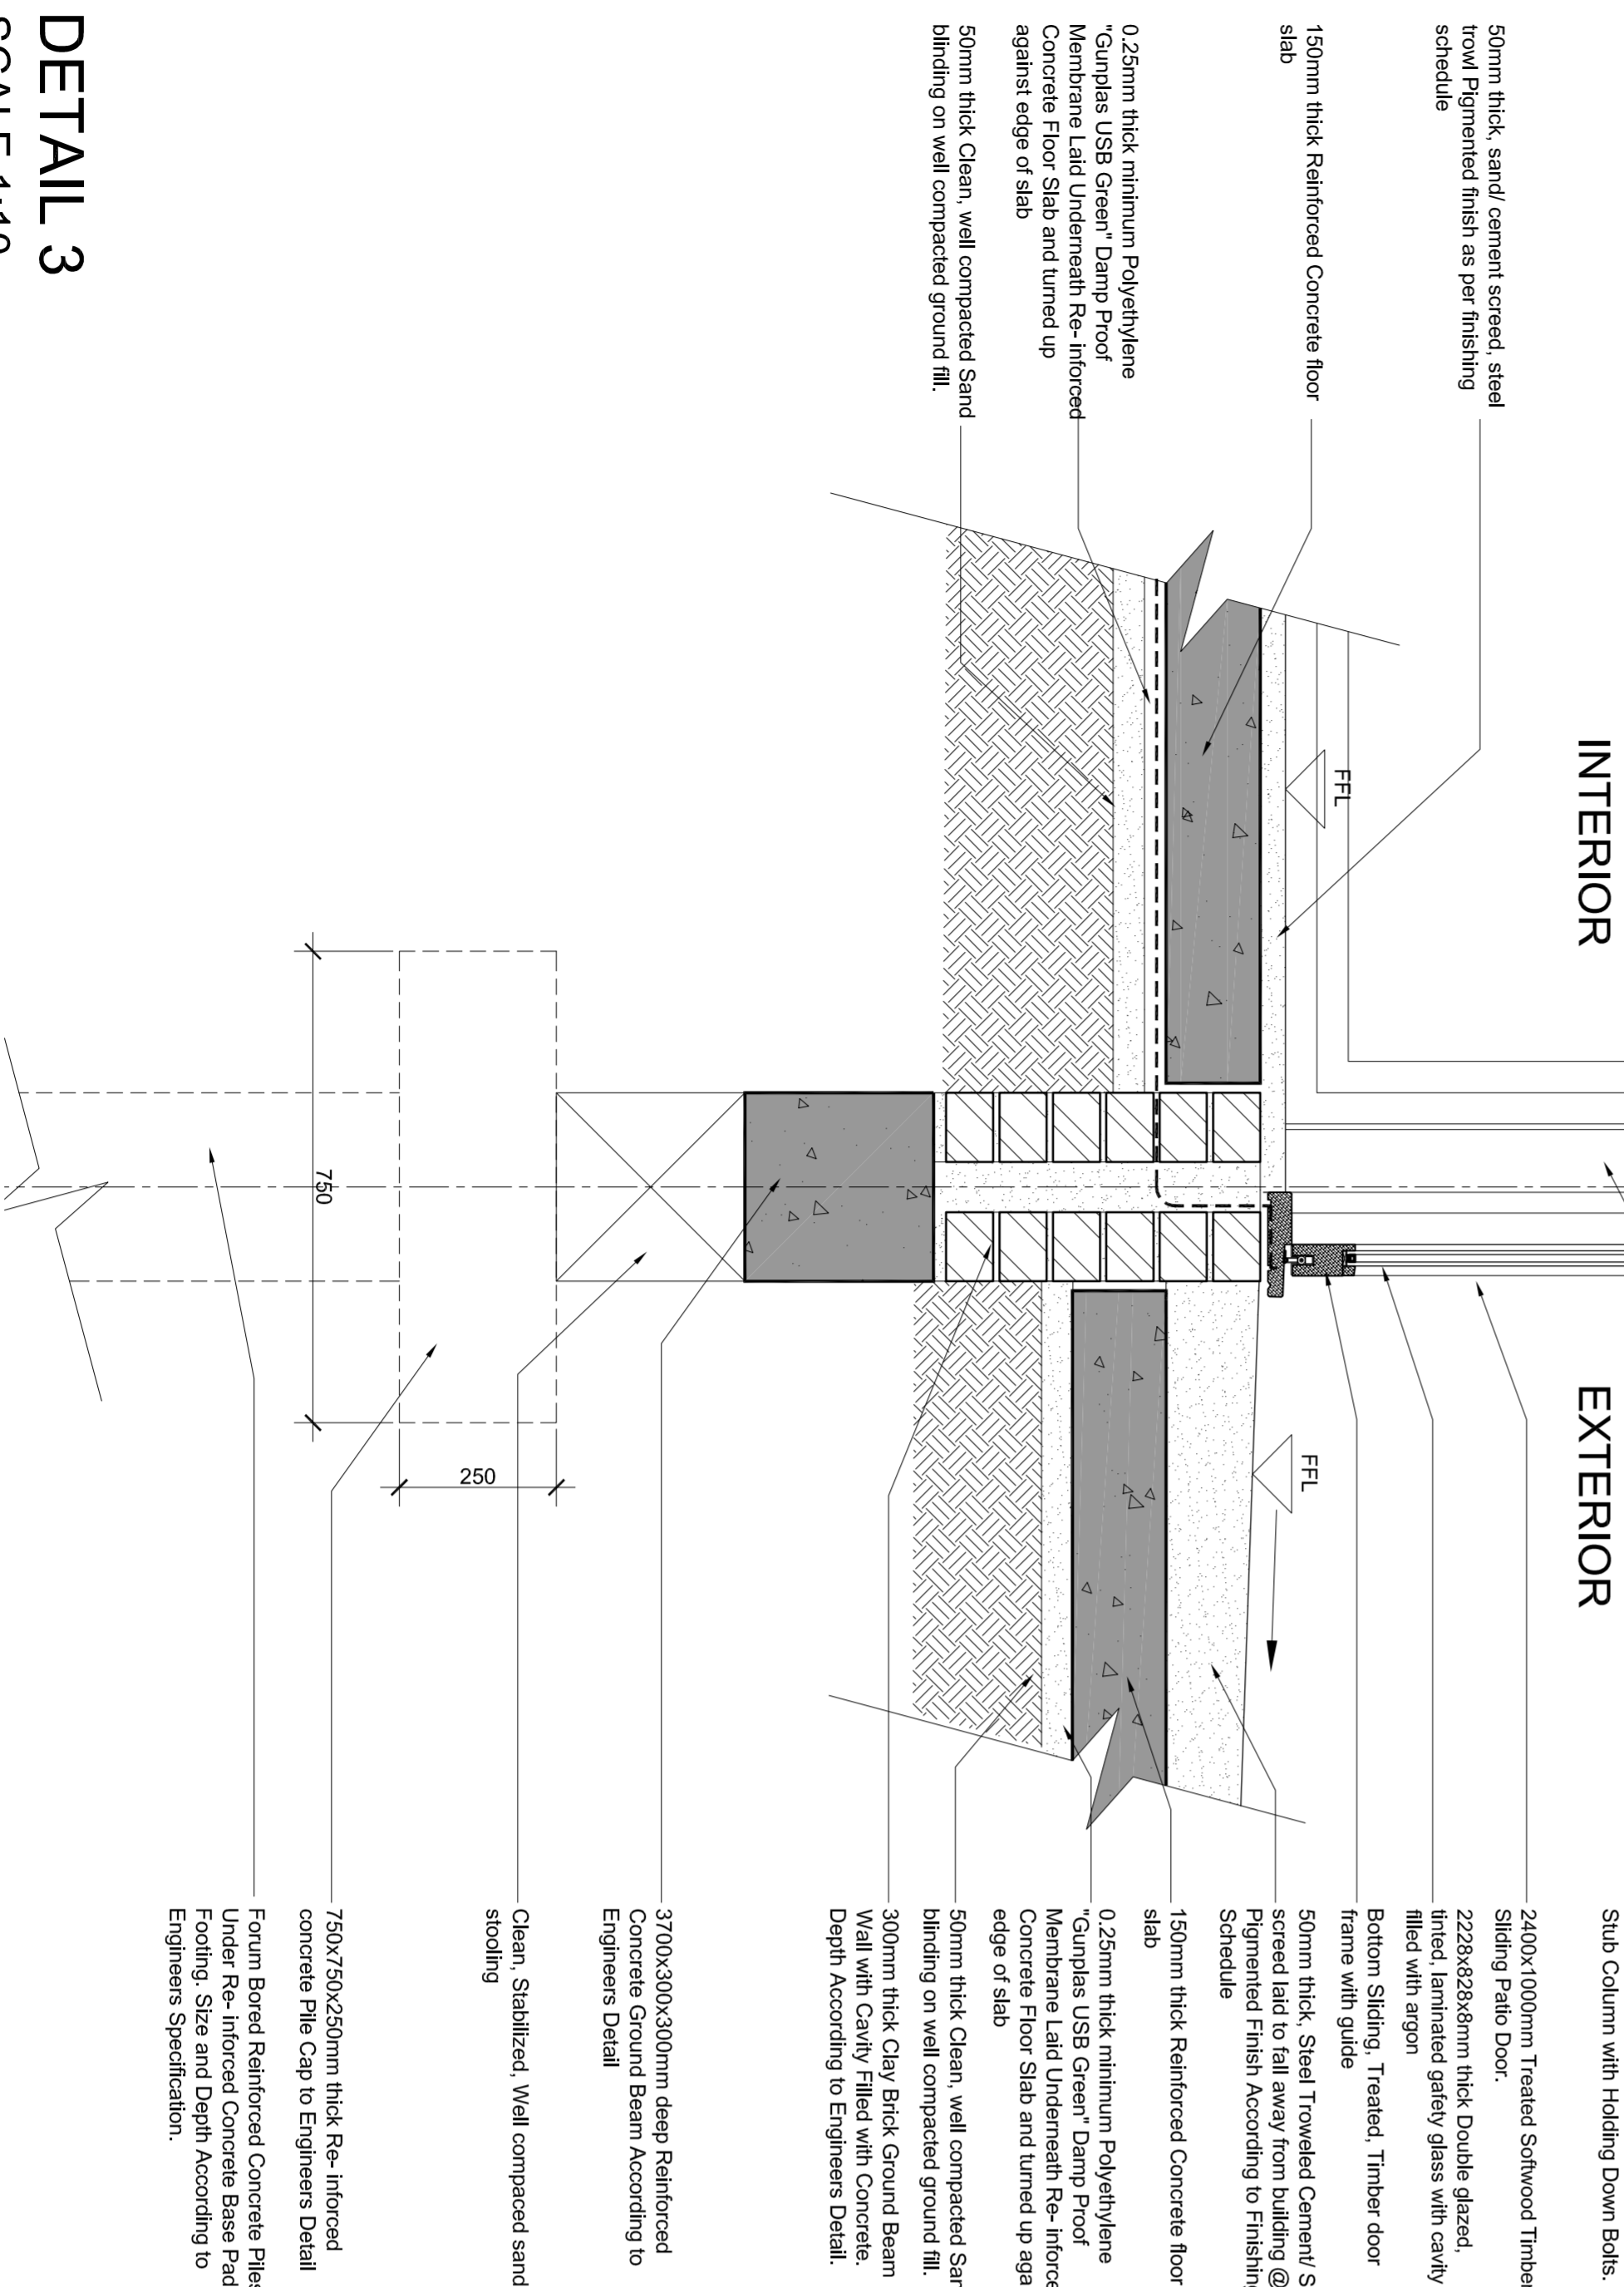 INTERIOR
EXTERIOR
50mm thick, sand/ cement screed, steel
trowl Pigmented finish as per finishing
schedule
150mm thick Reinforced Concrete floor
slab
0.25mm thick minimum Polyethylene
"Gunplas USB Green" Damp Proof
Membrane Laid Underneath Re- inforced
Concrete Floor Slab and turned up
against edge of slab
50mm thick Clean, well compacted Sand
blinding on well compacted ground fill.
FFL
FFL
750
250
Stub Column with Holding Down Bolts.
2400x1000mm Treated Softwood Timber
Sliding Patio Door.
2228x828x8mm thick Double glazed,
tinted, laminated gafety glass with cavity
filled with argon
Bottom Sliding, Treated, Timber door
frame with guide
50mm thick, Steel Troweled Cement/ S
screed laid to fall away from building @
Pigmented Finish According to Finishing
Schedule
150mm thick Reinforced Concrete floor
slab
0.25mm thick minimum Polyethylene
"Gunplas USB Green" Damp Proof
Membrane Laid Underneath Re- inforce
Concrete Floor Slab and turned up aga
edge of slab
50mm thick Clean, well compacted San
blinding on well compacted ground fill.
300mm thick Clay Brick Ground Beam
Wall with Cavity Filled with Concrete.
Depth According to Engineers Detail.
3700x300x300mm deep Reinforced
Concrete Ground Beam According to
Engineers Detail
Clean, Stabilized, Well compaced sand
stooling
750x750x250mm thick Re- inforced
concrete Pile Cap to Engineers Detail
Forum Bored Reinforced Concrete Piles
Under Re- inforced Concrete Base Pad
Footing. Size and Depth According to
Engineers Specification.
DETAIL 3
SCALE 1:10